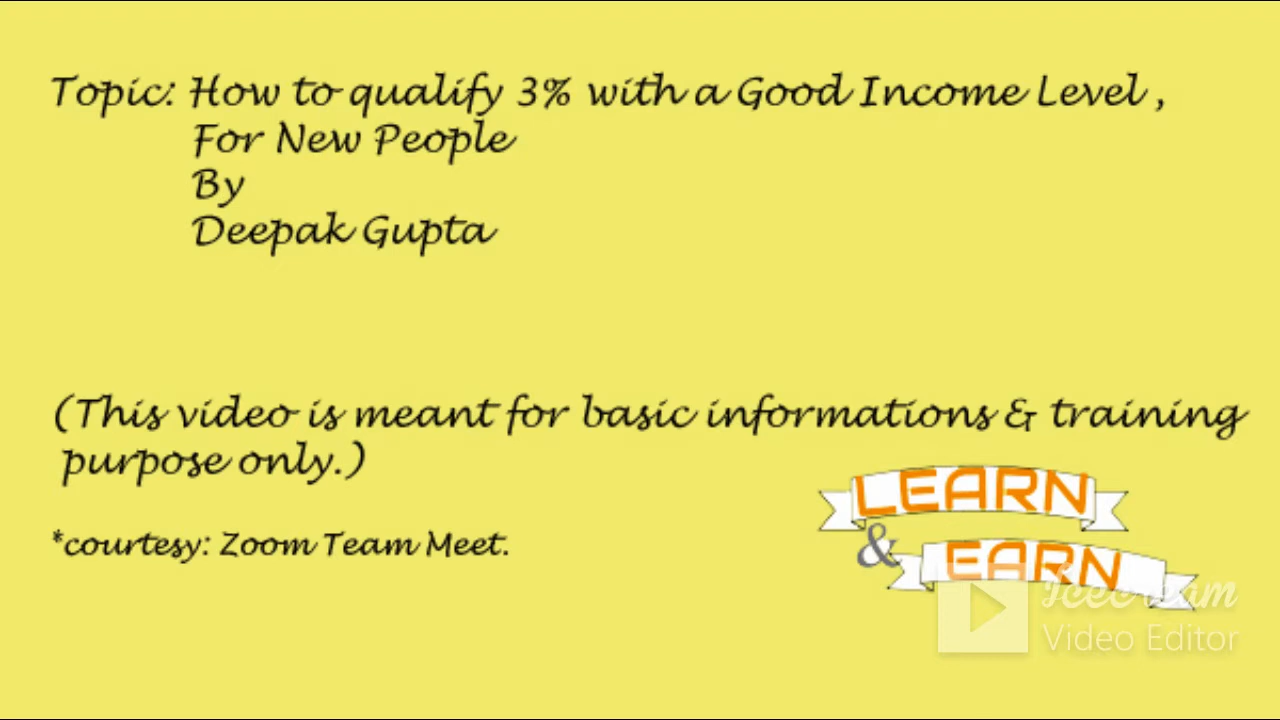 Topic: How to qualify 3% with a Good Income Level ,
For New People
By
Deepak Gupta
(This video is meant for basic informations & training
purpose only.)
*courtesy: Zoom Team Meet.
LEARN
& EARN
Icecream
Video Editor